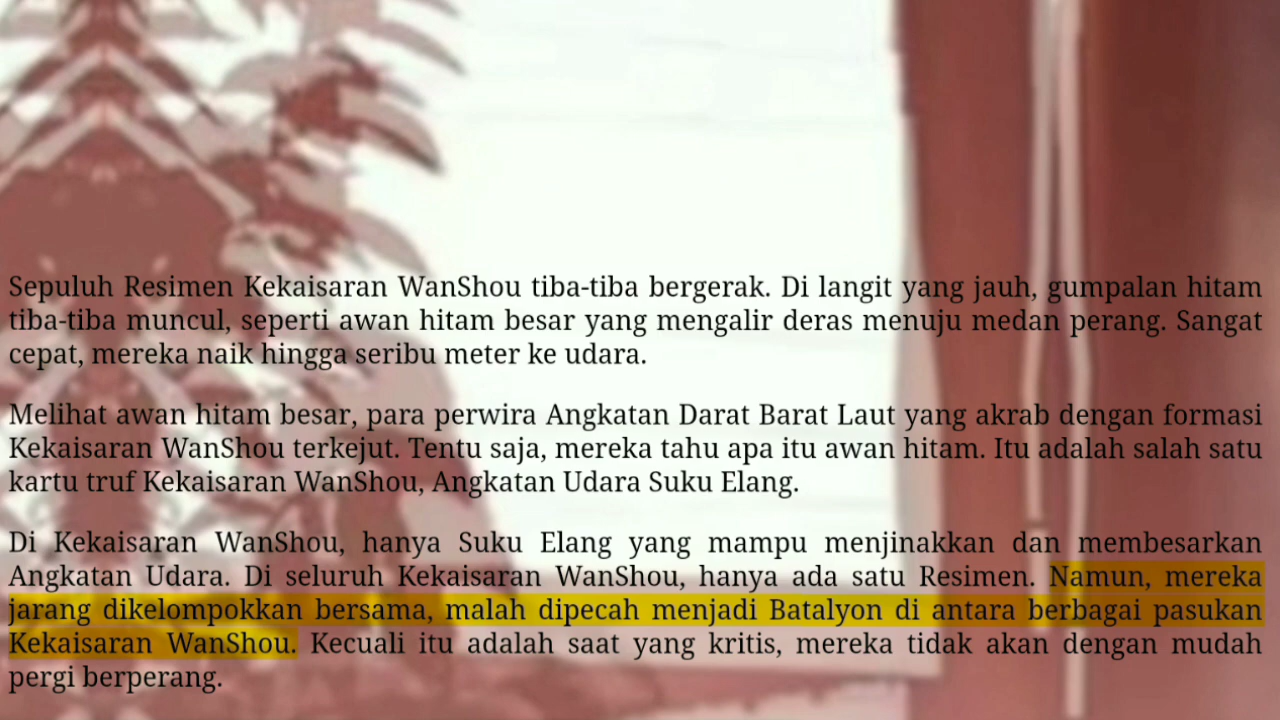 Sepuluh Resimen Kekaisaran WanShou tiba-tiba bergerak. Di langit yang jauh, gumpalan hitam
tiba-tiba muncul, seperti awan hitam besar yang mengalir deras menuju medan perang. Sangat
cepat, mereka naik hingga seribu meter ke udara.
Melihat awan hitam besar, para perwira Angkatan Darat Barat Laut yang akrab dengan formasi
Kekaisaran WanShou terkejut. Tentu saja, mereka tahu apa itu awan hitam. Itu adalah salah satu
kartu truf Kekaisaran WanShou, Angkatan Udara Suku Elang.
Di Kekaisaran WanShou, hanya Suku Elang yang mampu menjinakkan dan membesarkan
Angkatan Udara. Di seluruh Kekaisaran WanShou, hanya ada satu Resimen. Namun, mereka
jarang dikelompokkan bersama, malah dipecah menjadi Batalyon di antara berbagai pasukan
Kekaisaran WanShou. Kecuali itu adalah saat yang kritis, mereka tidak akan dengan mudah
pergi berperang.